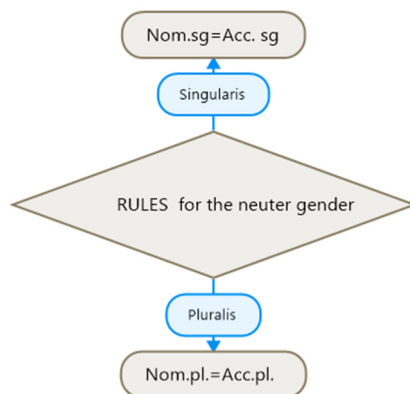 Nom.sg=Acc. sg
Singularis
RULES  for the neuter gender
Pluralis
Nom.pl.=Acc.pl.